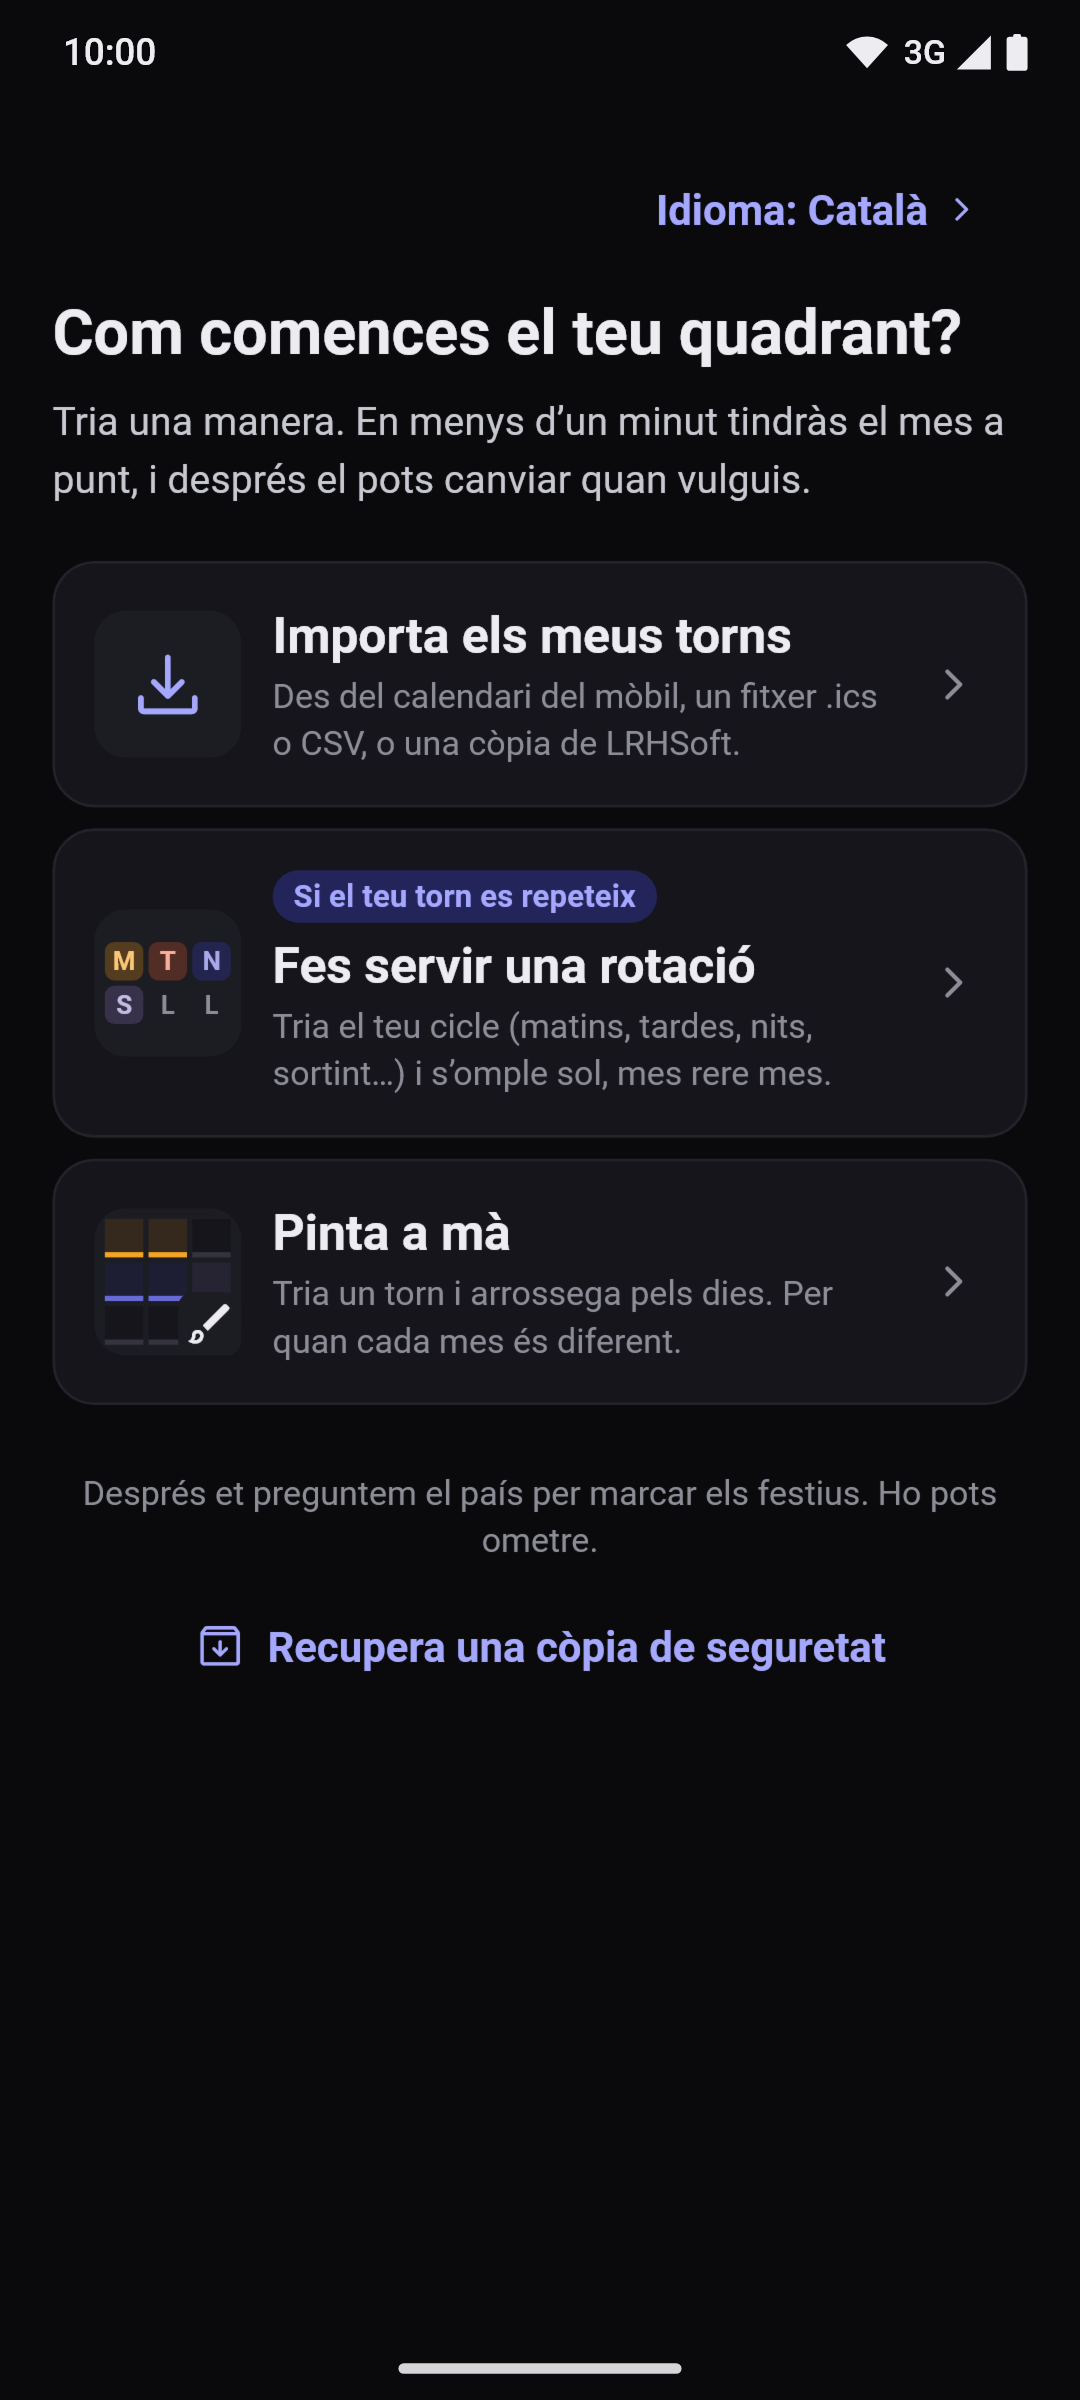 10:00
3G
Idioma: Català
Com comences el teu quadrant?
Tria una manera. En menys d’un minut tindràs el mes a
punt, i després el pots canviar quan vulguis.
Importa els meus torns
Des del calendari del mòbil, un fitxer .ics
o CSV, o una còpia de LRHSoft.
Si el teu torn es repeteix
M T N
S L L
Fes servir una rotació
Tria el teu cicle (matins, tardes, nits,
sortint…) i s’omple sol, mes rere mes.
Pinta a mà
Tria un torn i arrossega pels dies. Per
quan cada mes és diferent.
Després et preguntem el país per marcar els festius. Ho pots
ometre.
Recupera una còpia de seguretat